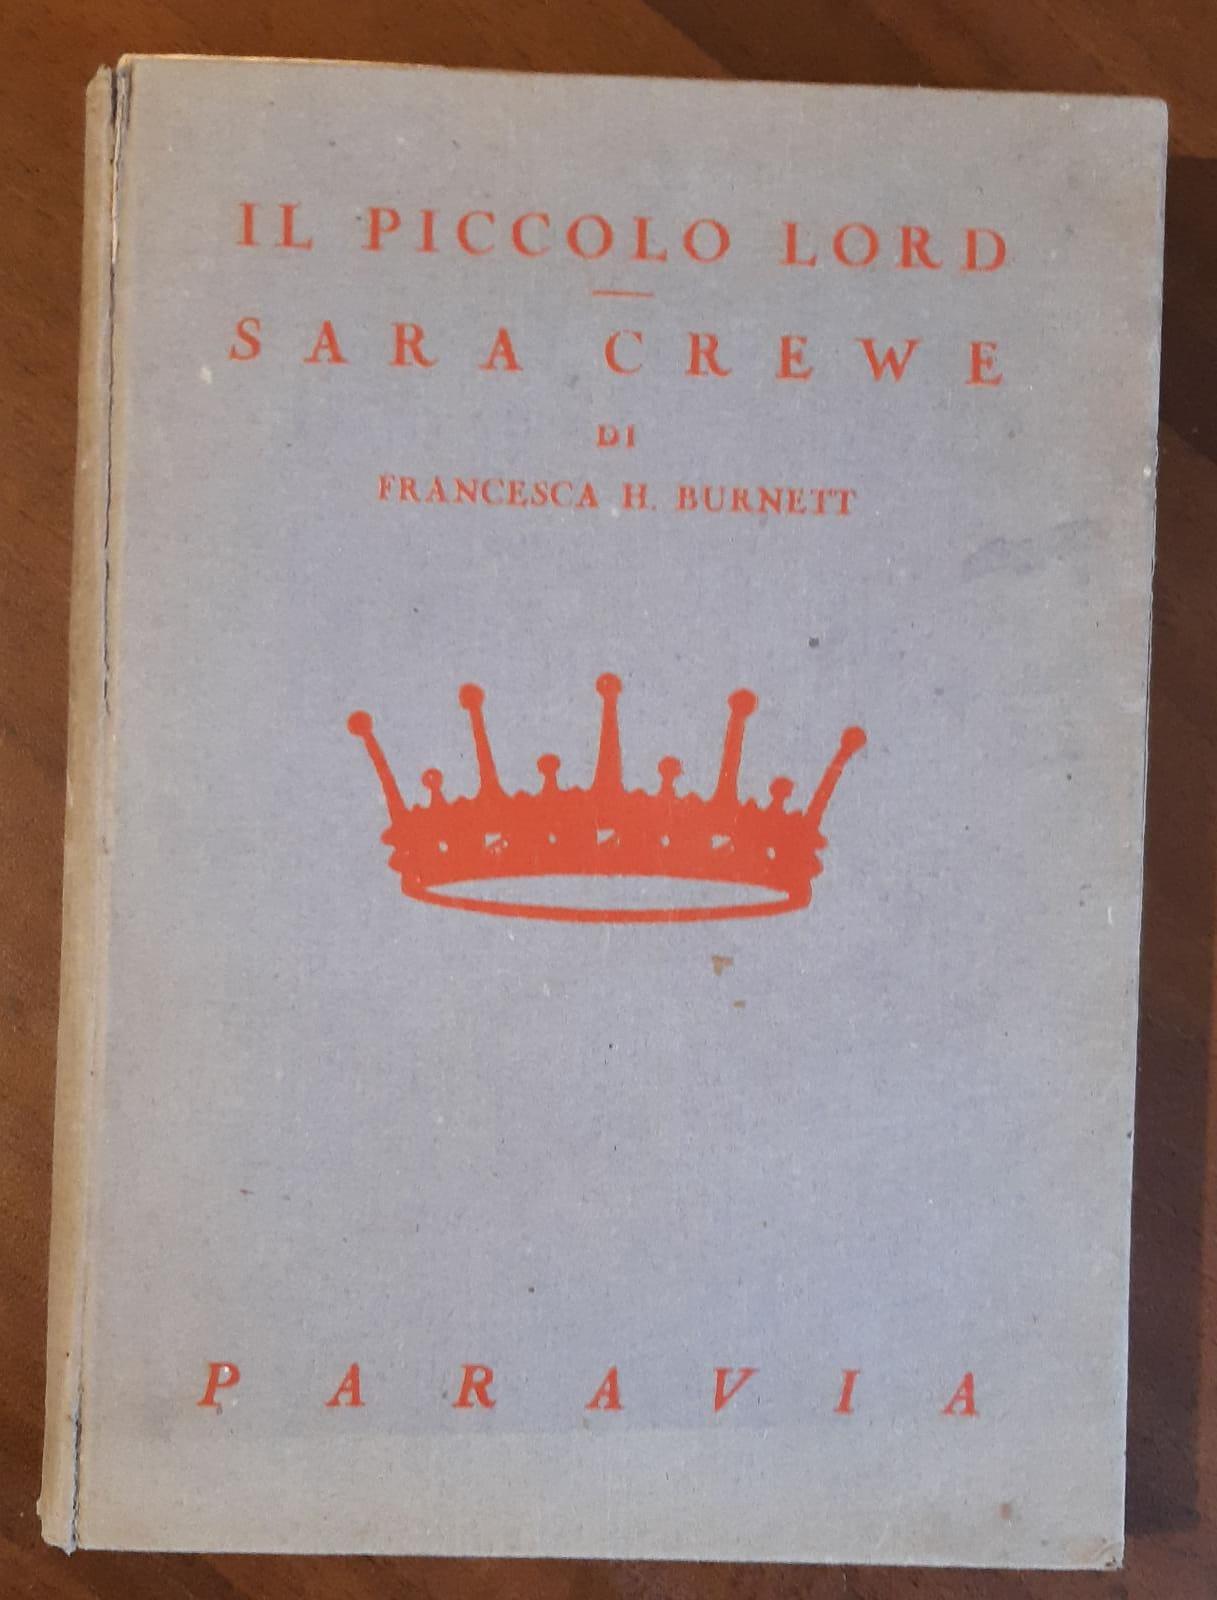 IL PICCOLO LORD
SARA CREWE
DI
FRANCESCA H. BURNETT
PARAVIA